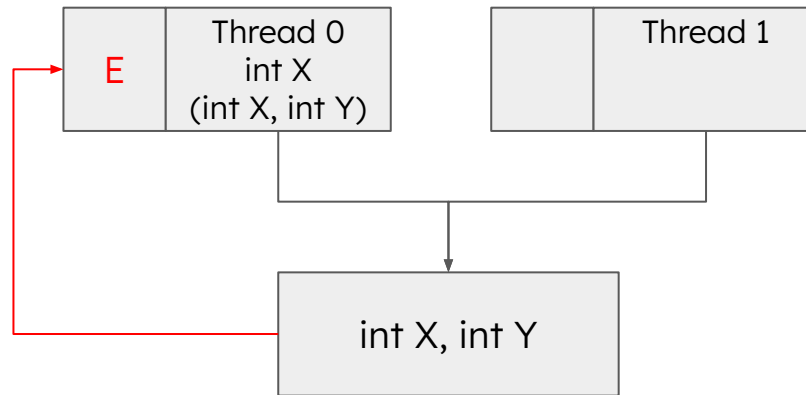 E
Thread 0
int X
(int X, int Y)
Thread 1
int X, int Y